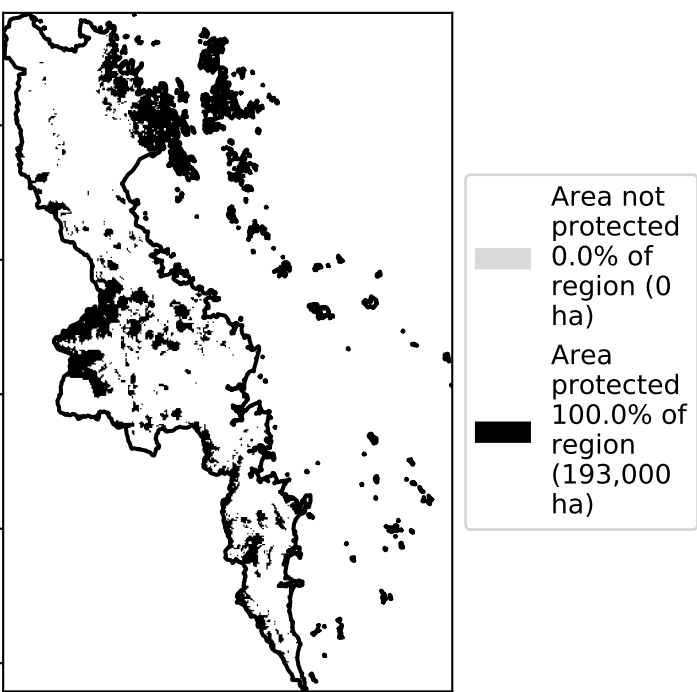 Area not
protected
0.0% of
region (0
ha)
Area
protected
100.0% of
region
(193,000
ha)